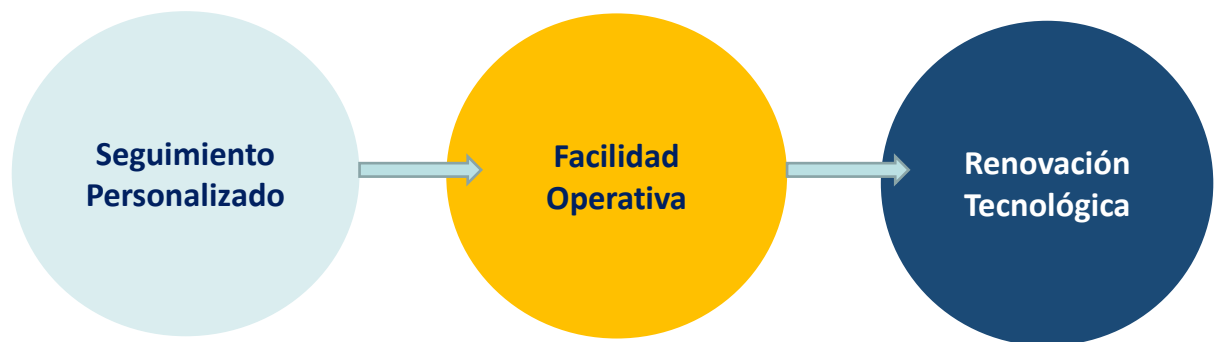 Seguimiento
Personalizado
Facilidad
Operativa
Renovación
Tecnológica